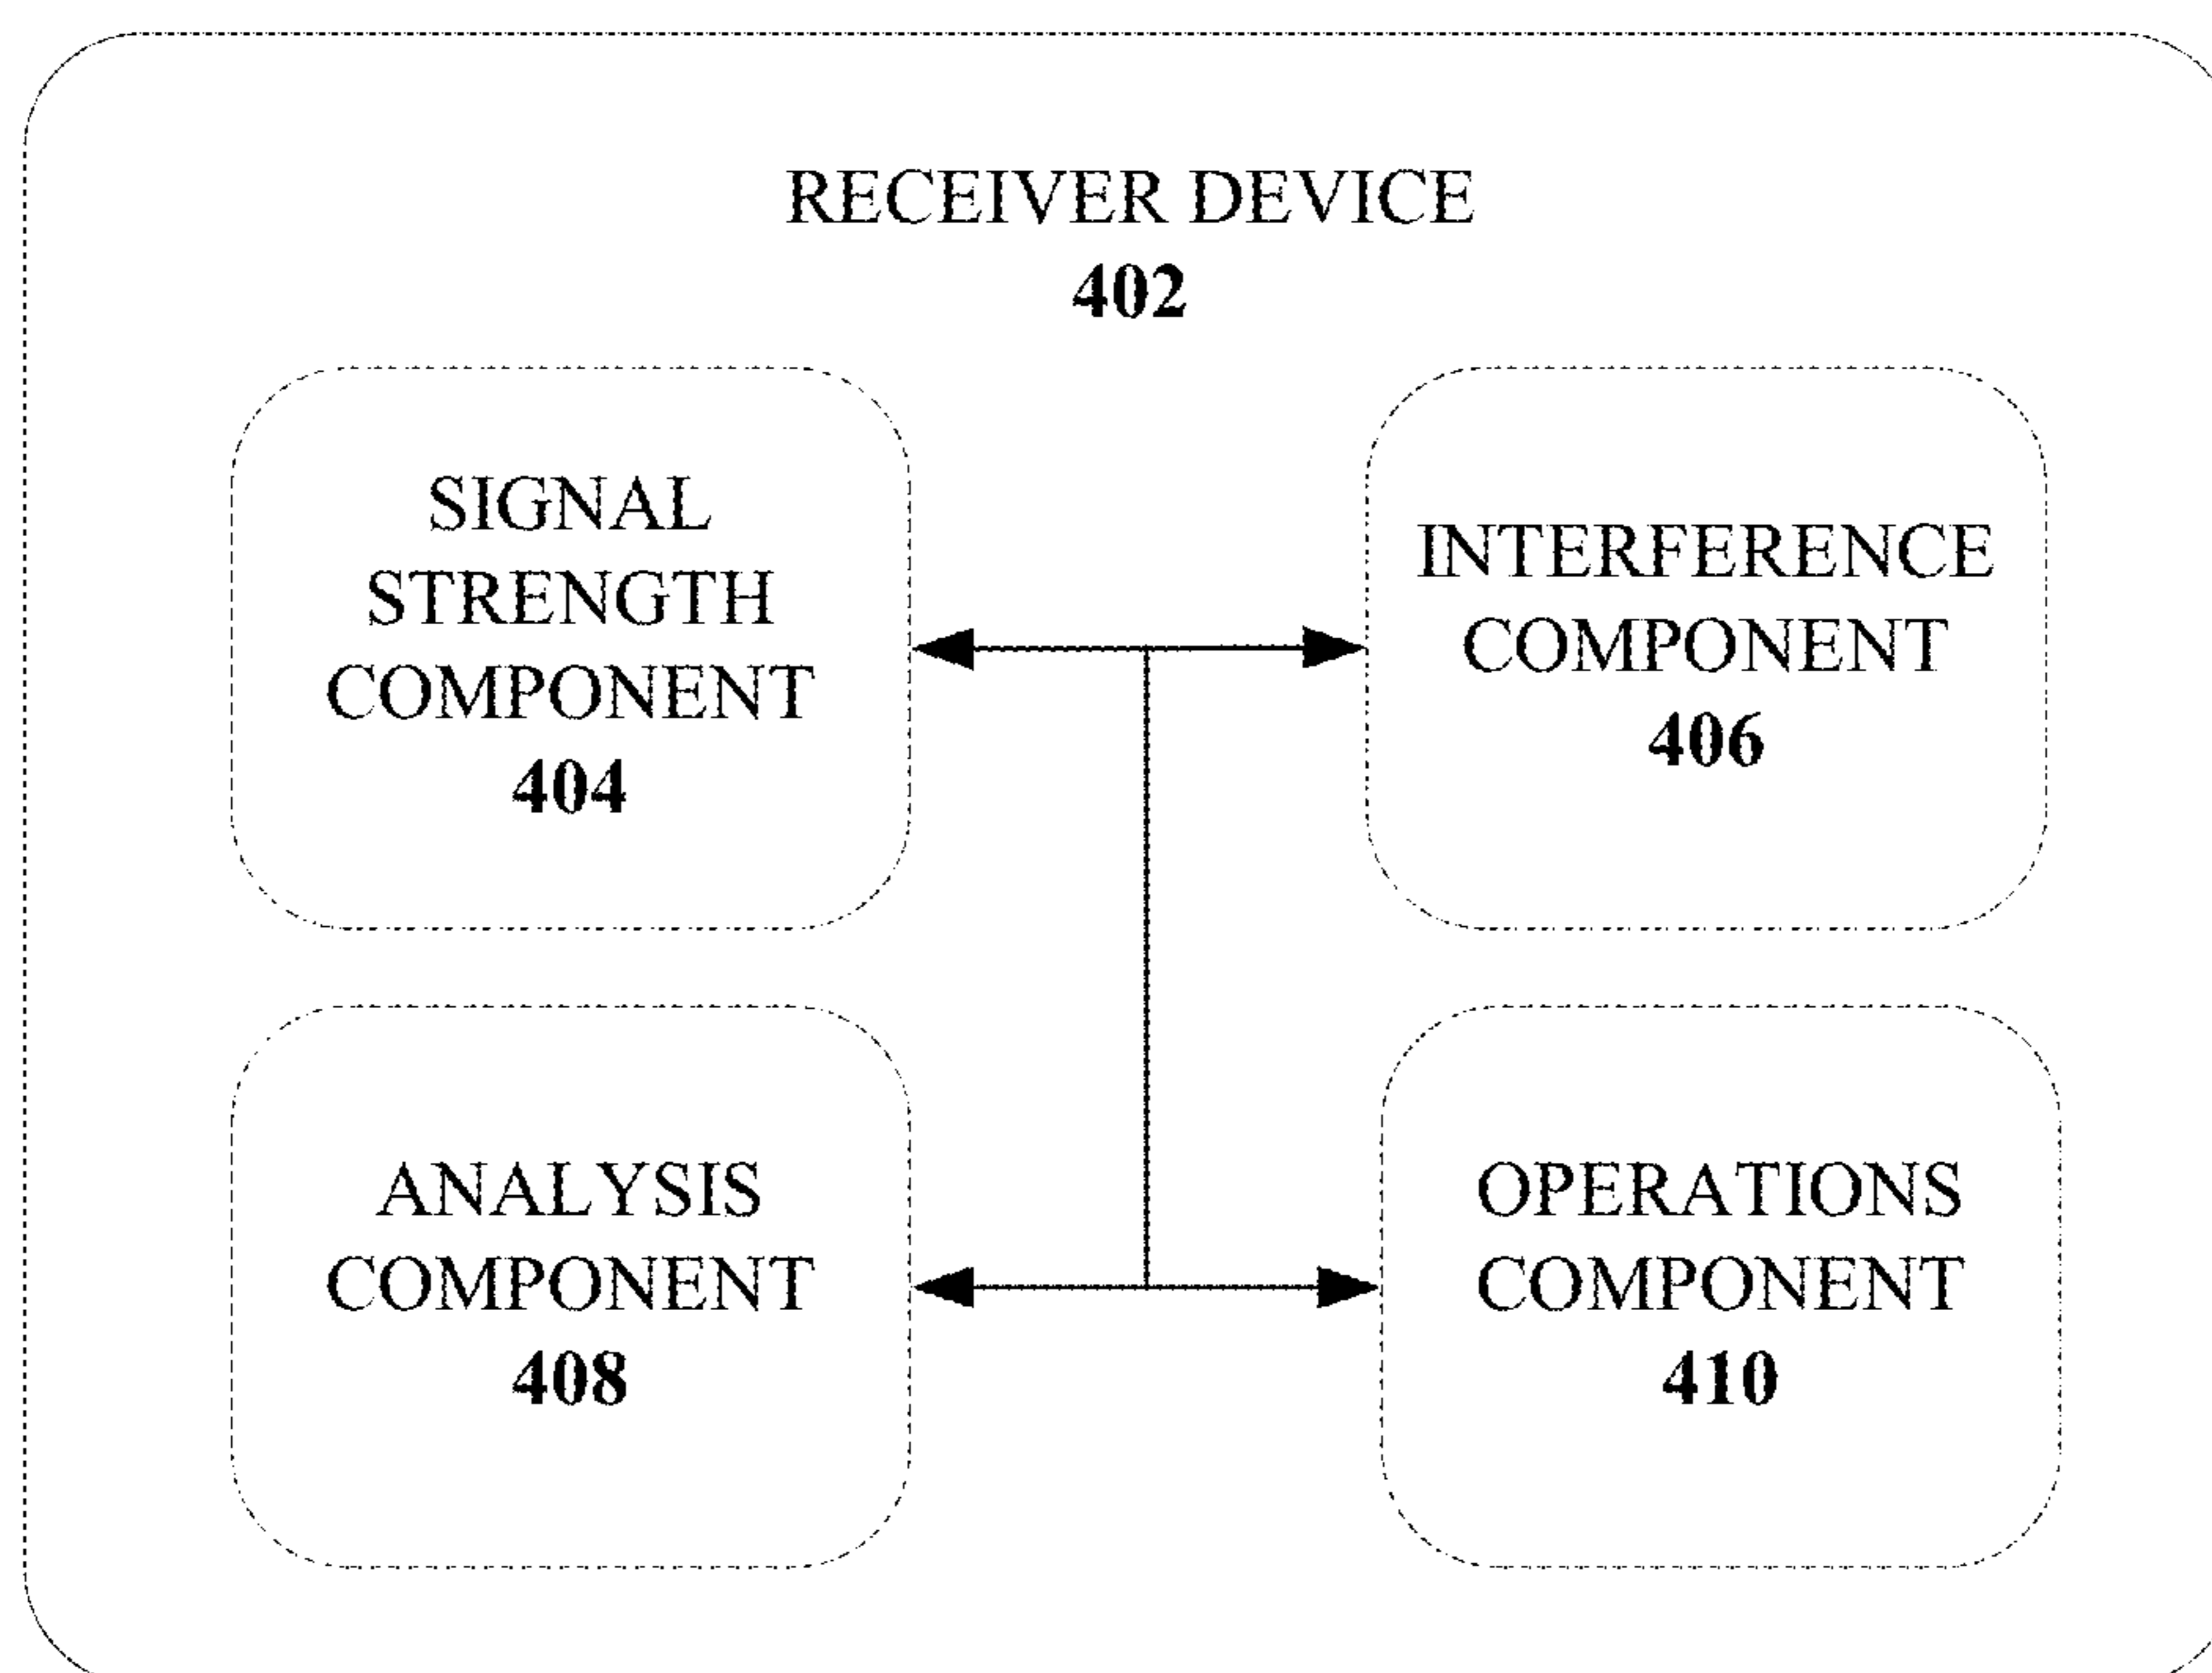 RECEIVER DEVICE
402
SIGNAL
STRENGTH
COMPONENT
404
INTERFERENCE
COMPONENT
406
ANALYSIS
COMPONENT
408
OPERATIONS
COMPONENT
410